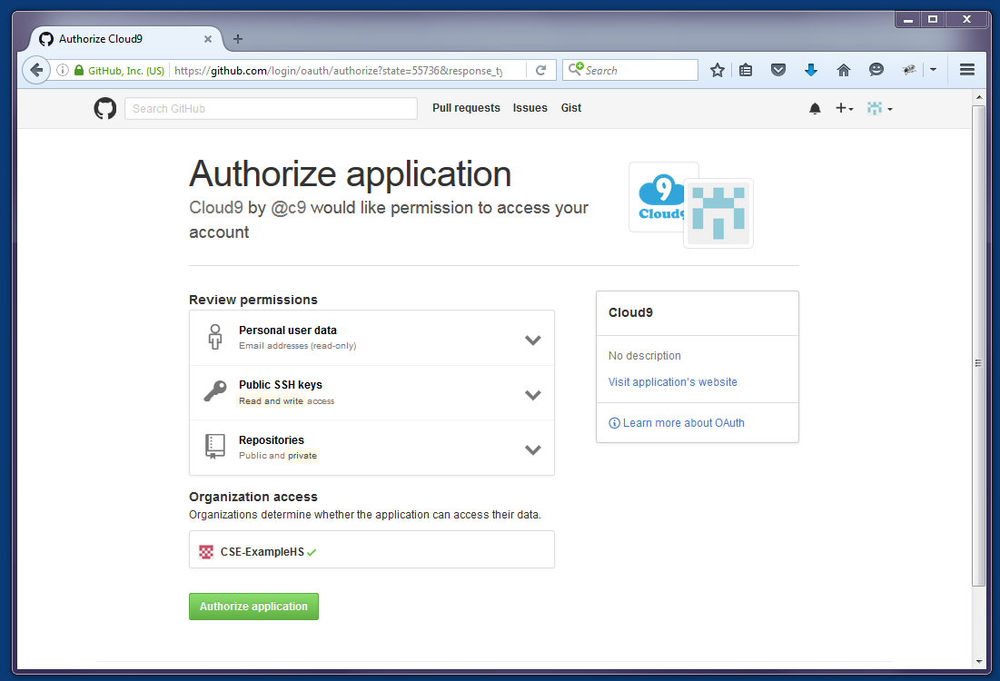 Authorize Cloud9
GitHub, Inc. (US) https://github.com/login/oauth/authorize?state=55736&response_ty
Search
Search GitHub
Pull requests Issues Gist
Authorize application
Cloud9 by @c9 would like permission to access your
account
9
Cloud9
Review permissions
Personal user data
Email addresses (read-only)
Public SSH keys
Read and write access
Repositories
Public and private
Cloud9
No description
Visit application's website
Learn more about OAuth
Organization access
Organizations determine whether the application can access their data.
CSE-ExampleHS
Authorize application